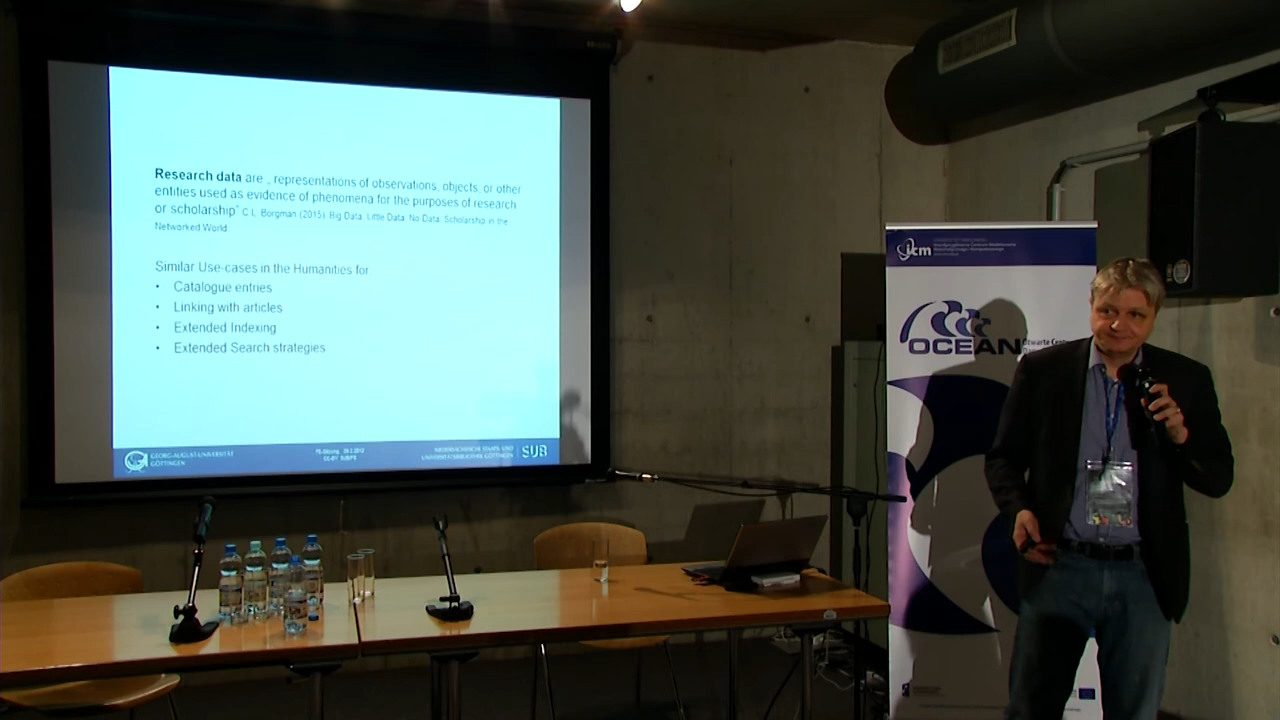 Research data are „ representations of observations, objects, or other
entities used as evidence of phenomena for the purposes of research
or scholarship" C.L. Borgman (2015). Big Data. Little Data. No Data. Scholarship in the
Networked World
Similar Use-cases in the Humanities for
• Catalogue entries
• Linking with articles
• Extended Indexing
• Extended Search strategies
GEORG-AUGUST-UNIVERSITÄT
GÖTTINGEN
NIEDERSÄCHSISCHE STAATS- UND
UNIVERSITÄTSBIBLIOTHEK GÖTTINGEN
SUB
icm
OCEAN
Otwarte